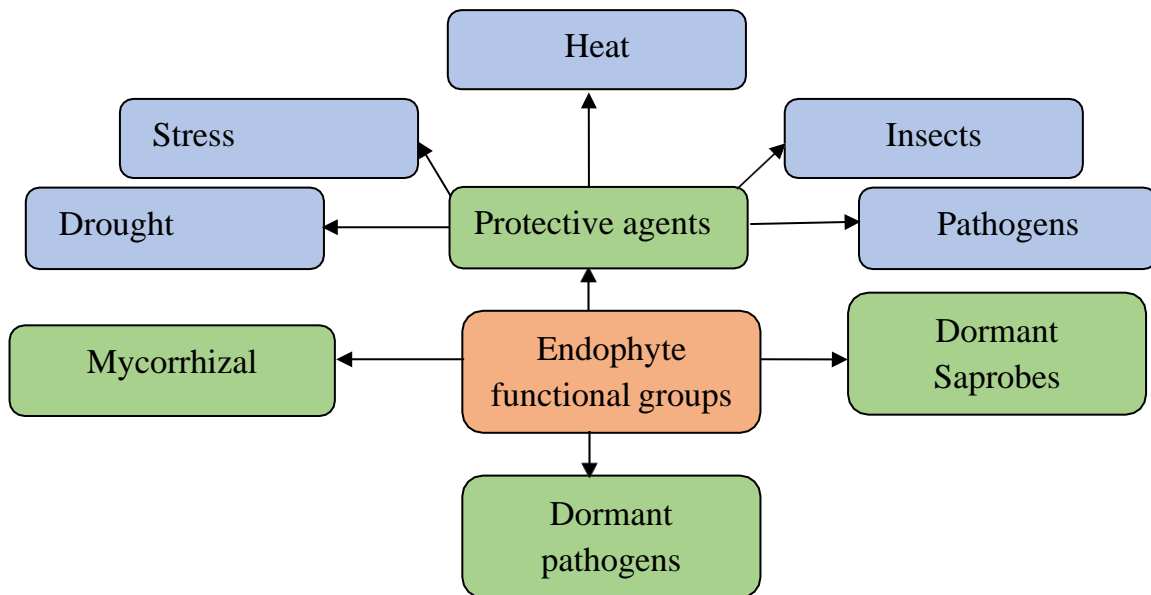 Heat
Stress
Insects
Drought
Protective agents
Pathogens
Mycorrhizal
Endophyte
functional groups
Dormant
Saprobes
Dormant
pathogens